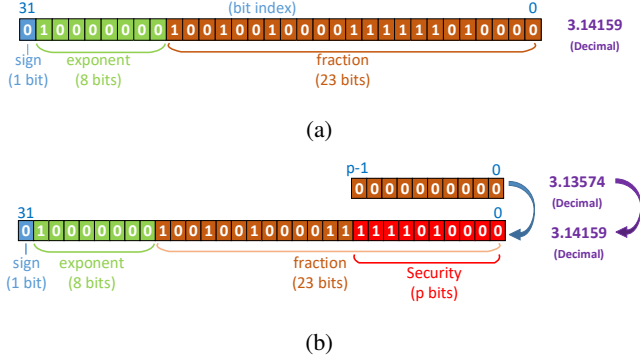 31 (bit index) 0
0 1 0 0 0 0 0 0 0 1 0 0 1 0 0 1 0 0 0 0 1 1 1 1 1 1 0 1 0 0 0 0 3.14159
(Decimal)
sign exponent fraction
(1 bit) (8 bits) (23 bits)
(a)
p-1 0
0 0 0 0 0 0 0 0 0 0 3.13574
(Decimal)
31 0
0 1 0 0 0 0 0 0 0 1 0 0 1 0 0 1 0 0 0 0 1 1 1 1 1 1 0 1 0 0 0 0 3.14159
(Decimal)
sign exponent fraction Security
(1 bit) (8 bits) (23 bits) (p bits)
(b)